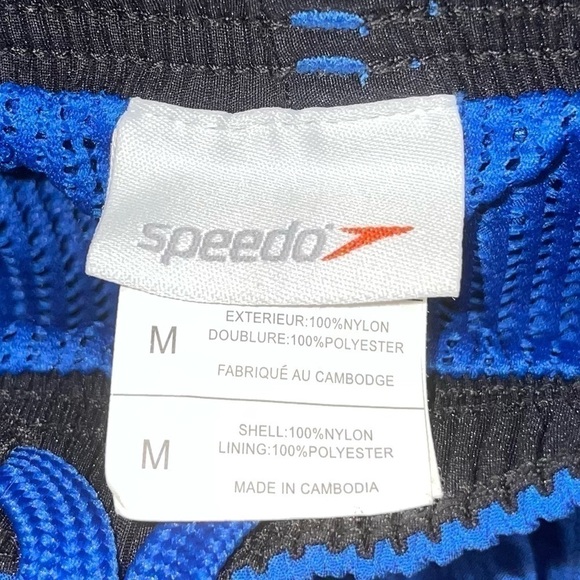 speedo
M
EXTERIEUR:100%NYLON
DOUBLURE:100%POLYESTER
FABRIQUÉ AU CAMBODGE
M
SHELL:100%NYLON
LINING:100%POLYESTER
MADE IN CAMBODIA